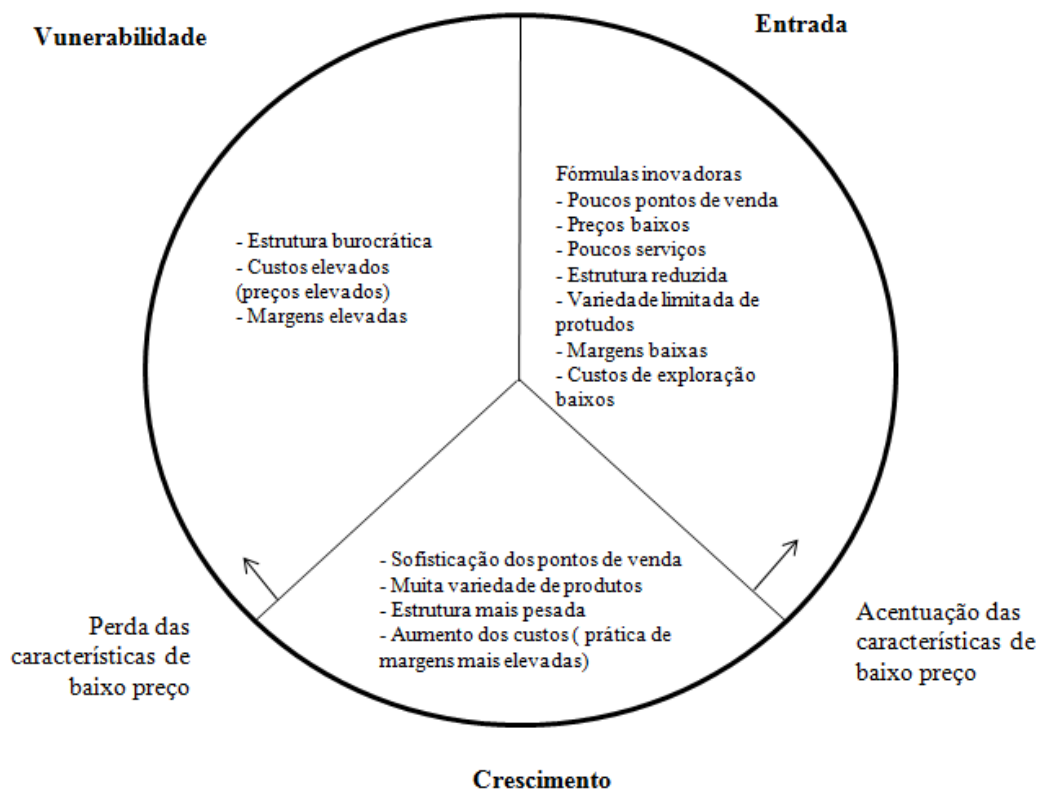 Vunerabilidade
Entrada
Fórmulas inovadoras
- Poucos pontos de venda
- Preços baixos
- Poucos serviços
- Estrutura reduzida
- Variedade limitada de
protudos
- Margens baixas
- Custos de exploração
baixos
- Estrutura burocrática
- Custos elevados
(preços elevados)
- Margens elevadas
- Sofisticação dos pontos de venda
- Muita variedade de produtos
- Estrutura mais pesada
- Aumento dos custos ( prática de
margens mais elevadas)
Perda das
características de
baixo preço
Acentuação das
características de
baixo preço
Crescimento